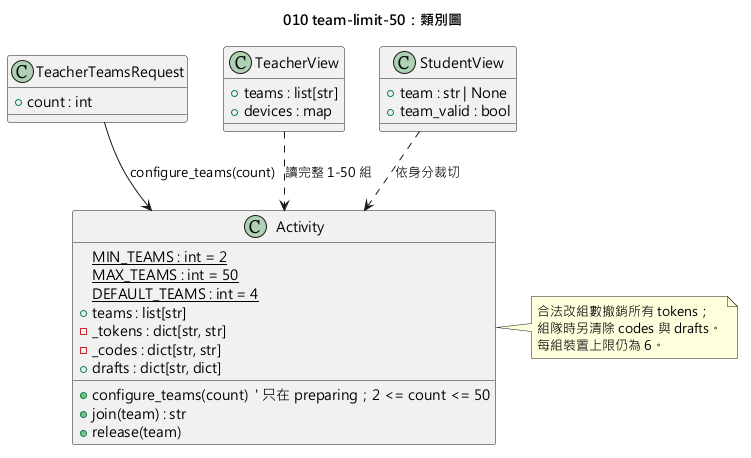 010 team-limit-50：類別圖
C TeacherTeamsRequest
count : int
C TeacherView
teams : list[str]
devices : map
C StudentView
team : str | None
team_valid : bool
configure_teams(count)
讀完整 1-50 組
依身分裁切
C Activity
MIN_TEAMS : int = 2
MAX_TEAMS : int = 50
DEFAULT_TEAMS : int = 4
teams : list[str]
_tokens : dict[str, str]
_codes : dict[str, str]
drafts : dict[str, dict]
configure_teams(count) ' 只在 preparing；2 <= count <= 50
join(team) : str
release(team)
合法改組數撤銷所有 tokens；
組隊時另清除 codes 與 drafts。
每組裝置上限仍為 6。